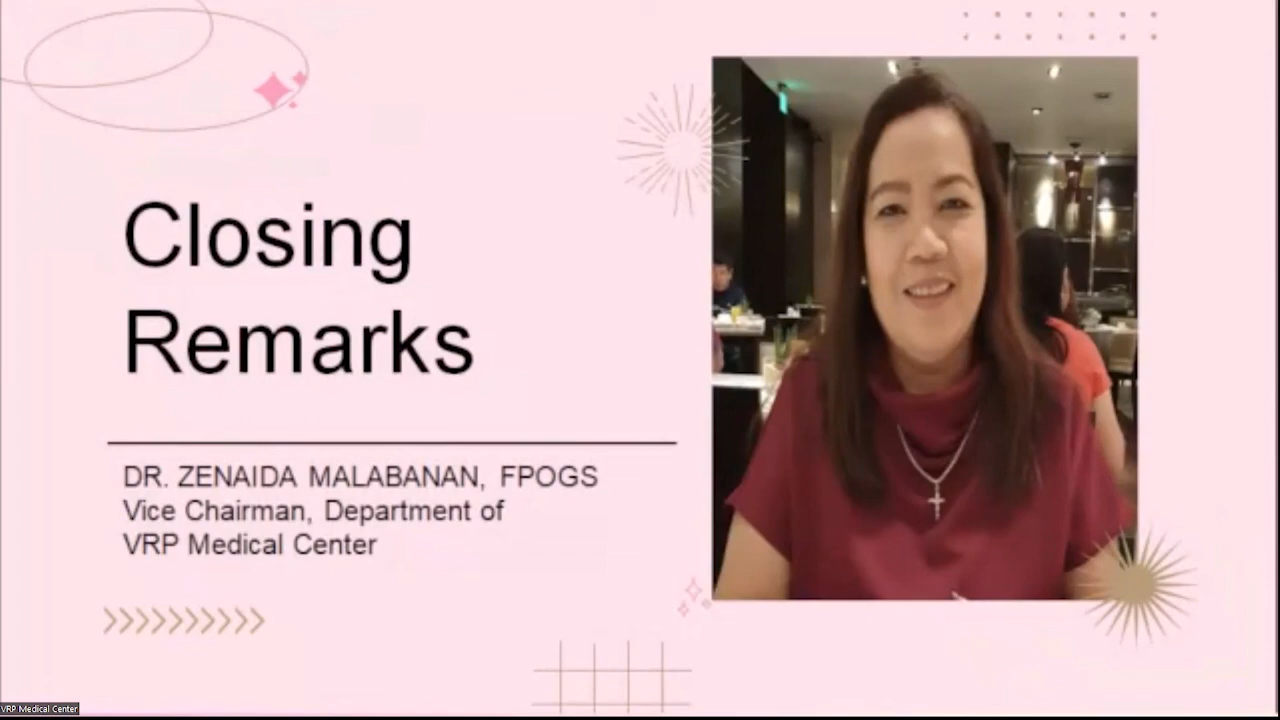 Closing
Remarks
DR. ZENAIDA MALABANAN, FPOGS
Vice Chairman, Department of
VRP Medical Center
VRP Medical Center